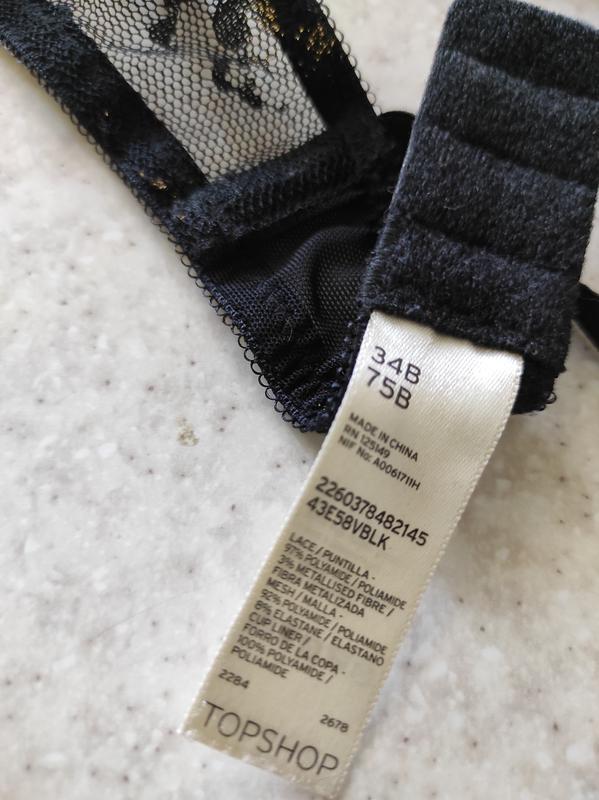 34B
75B
MADE IN CHINA
RN 125149
NIF No: A0061711H
2260378482145
43E58VBLK
LACE / PUNTILLA -
97% POLYAMIDE / POLIAMIDE
3% METALLISED FIBRE /
FIBRA METALIZADA
MESH / MALLA -
92% POLYAMIDE / POLIAMIDE
8% ELASTANE / ELASTANO
CUP LINER /
FORRO DE LA COPA -
100% POLYAMIDE /
POLIAMIDE
2284 2678
TOPSHOP